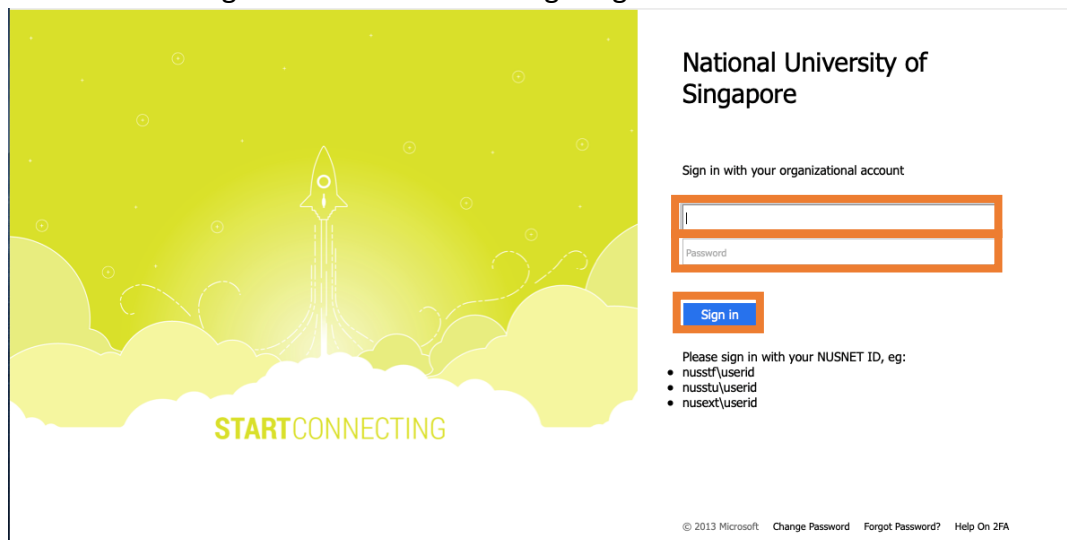 National University of
Singapore
Sign in with your organizational account
Password
Sign in
Please sign in with your NUSNET ID, eg:
• nusstf\userid
• nusstu\userid
• nusext\userid
STARTCONNECTING
© 2013 Microsoft Change Password Forgot Password? Help On 2FA